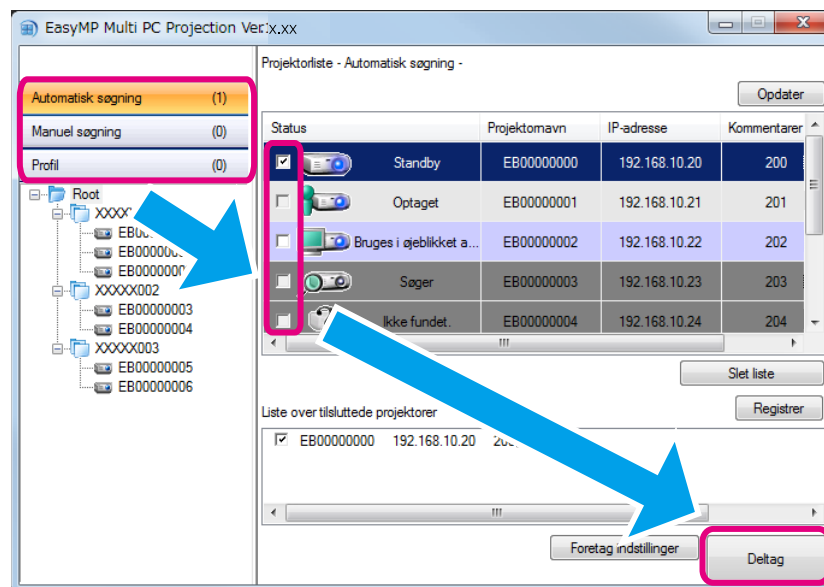 EasyMP Multi PC Projection Ver.x.xx
Projektorliste - Automatisk søgning -
Automatisk søgning (1)
Manuel søgning (0)
Profil (0)
Opdater
Status Projektornavn IP-adresse Kommentarer
Standby EB00000000 192.168.10.20 200
Optaget EB00000001 192.168.10.21 201
Bruges i øjeblikket a... EB00000002 192.168.10.22 202
Søger EB00000003 192.168.10.23 203
Ikke fundet. EB00000004 192.168.10.24 204
Root
XXXXX002
EB00000003
EB00000004
XXXXX003
EB00000005
EB00000006
Slet liste
Liste over tilsluttede projektorer
Registrer
EB00000000 192.168.10.20
Foretag indstillinger
Deltag